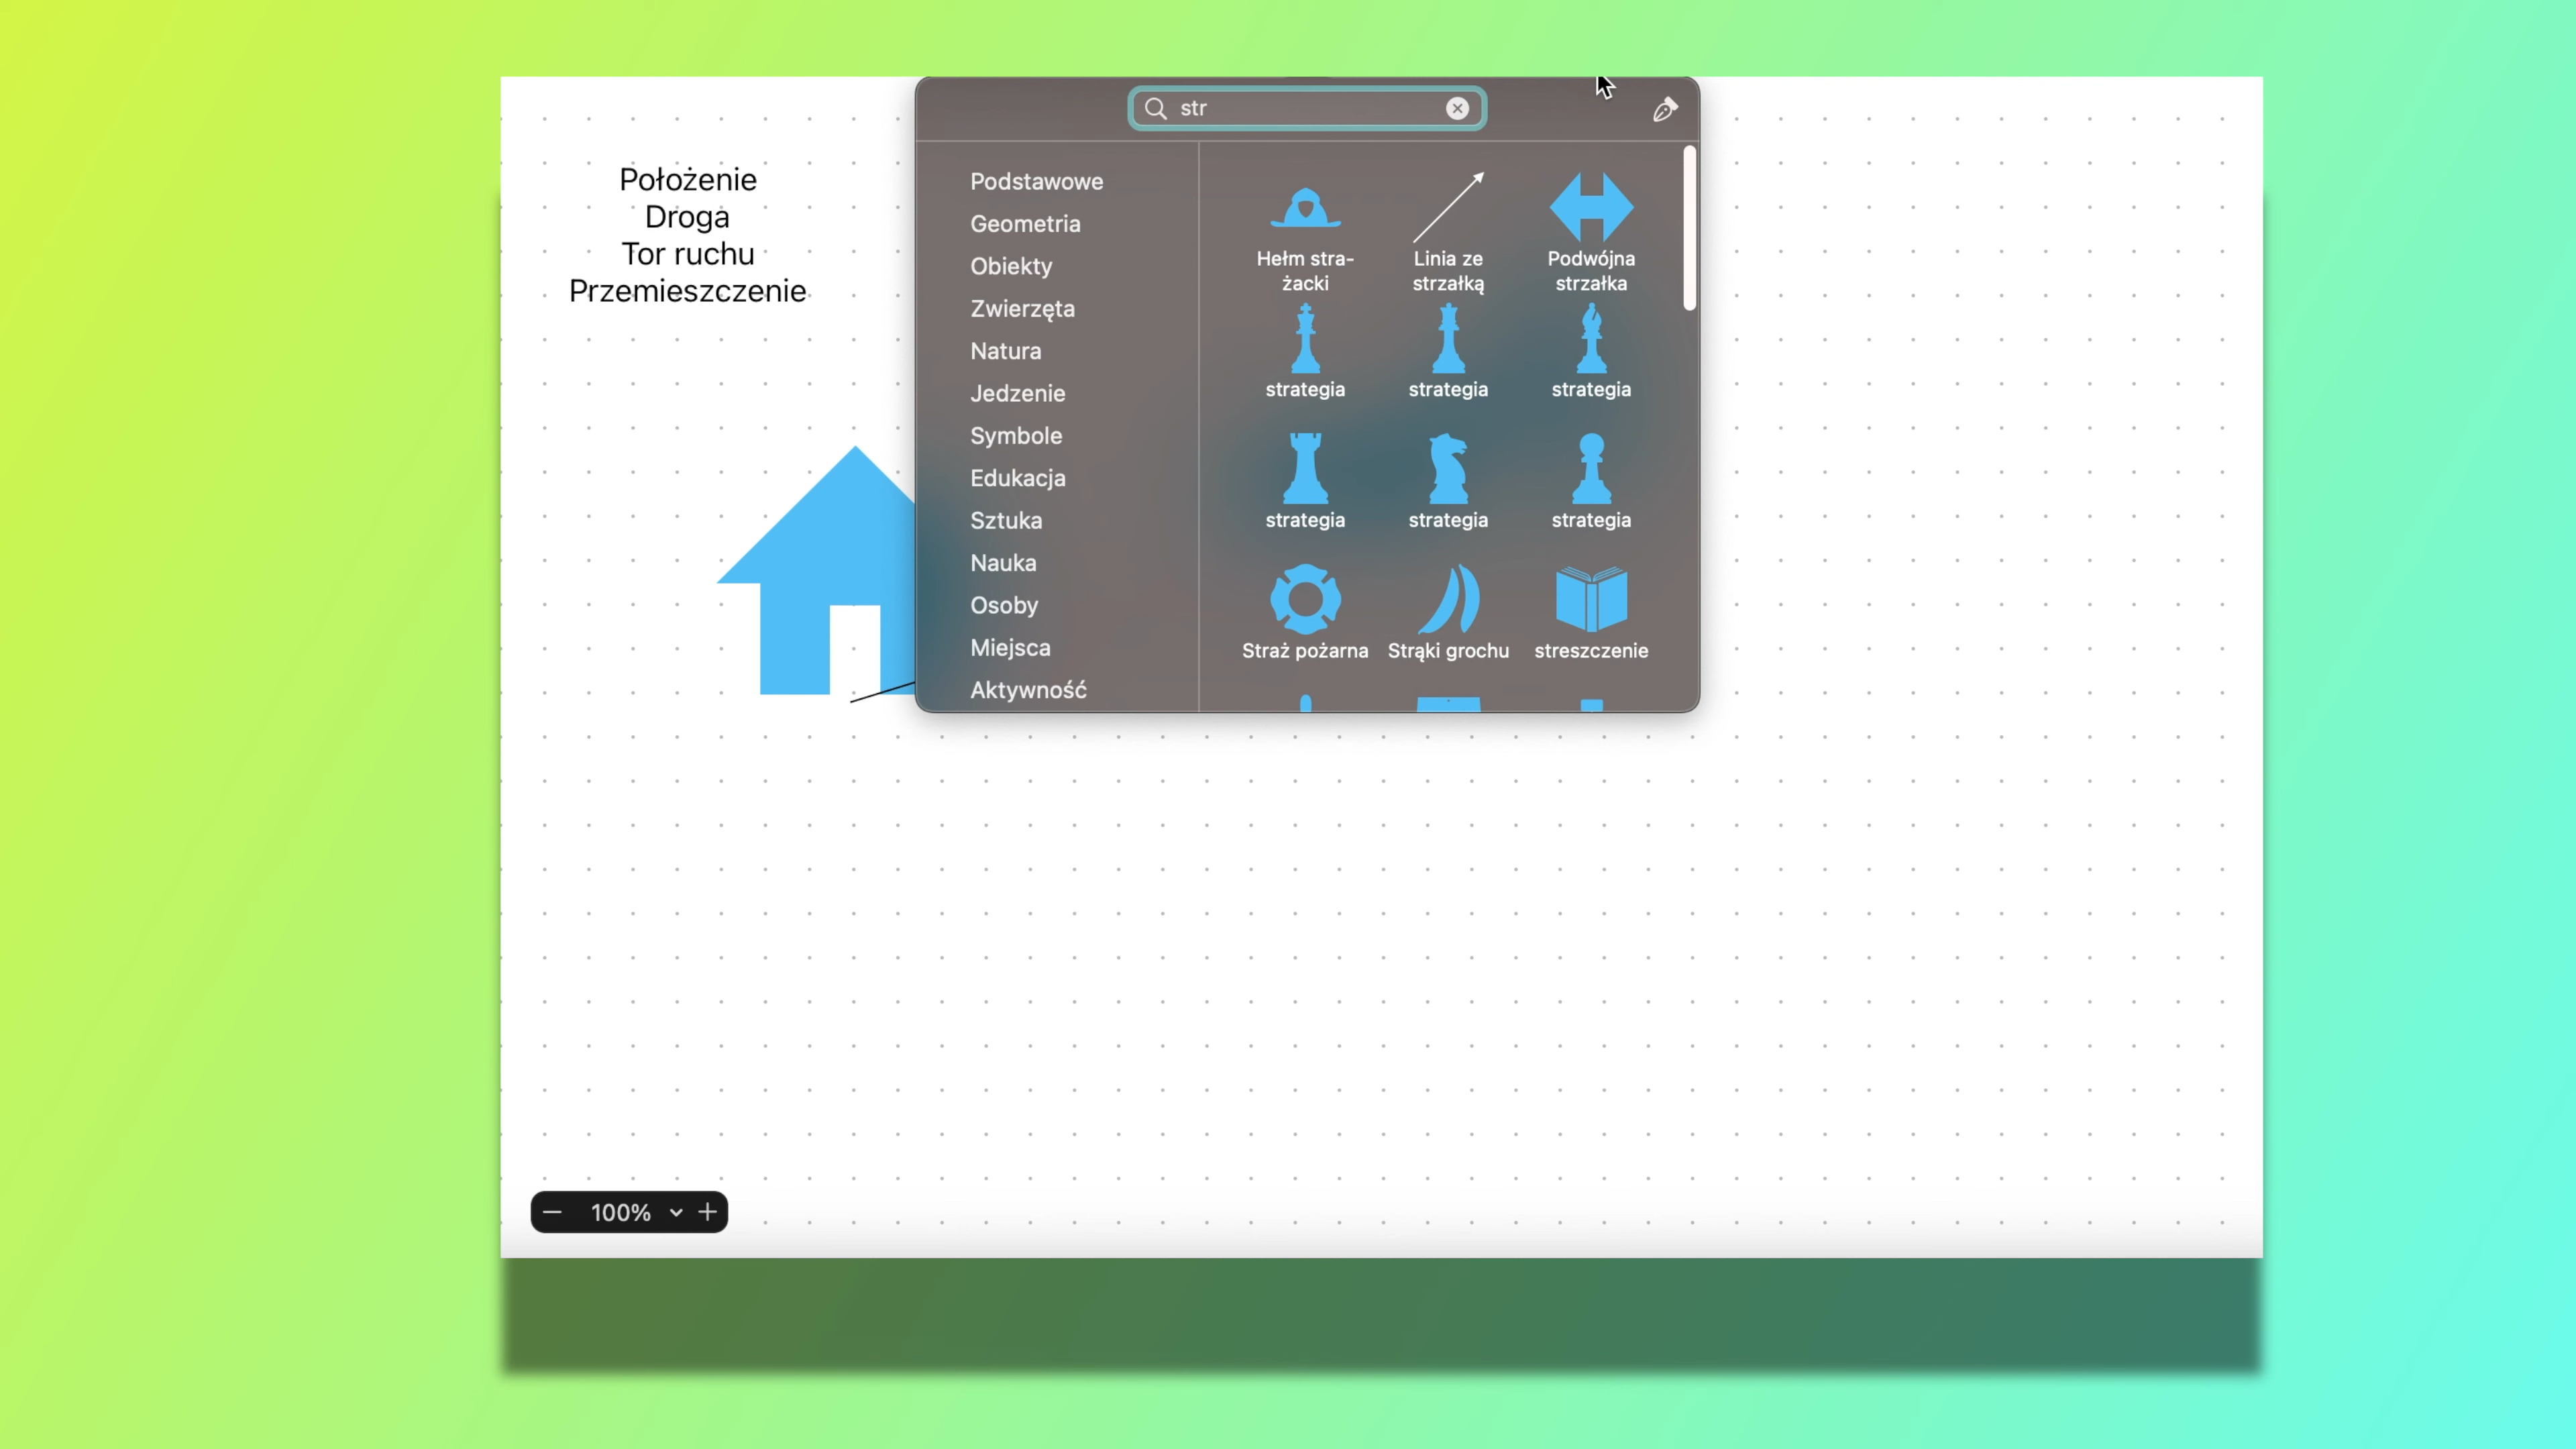 str
Położenie
Droga
Tor ruchu
Przemieszczenie
Podstawowe
Geometria
Obiekty
Zwierzęta
Natura
Jedzenie
Symbole
Edukacja
Sztuka
Nauka
Osoby
Miejsca
Aktywność
Hełm stra-
żacki
Linia ze
strzałką
Podwójna
strzałka
strategia
strategia
strategia
strategia
strategia
strategia
Straż pożarna
Strąki grochu
streszczenie
100%